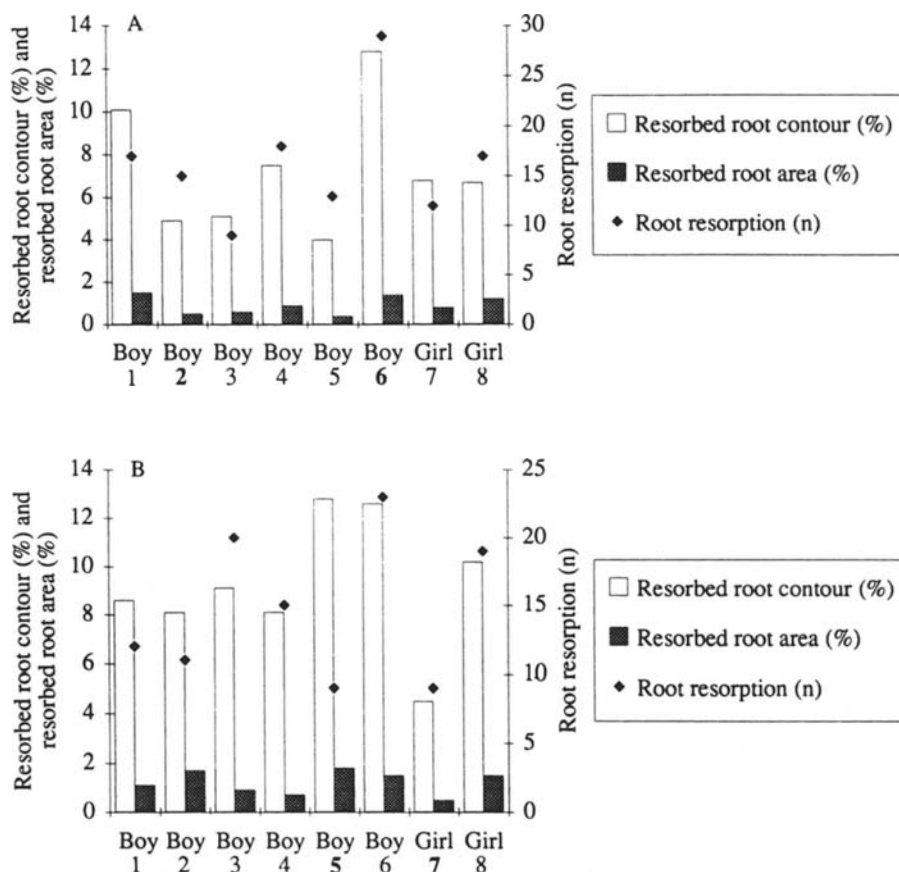 A
Resorbed root contour (%) and
resorbed root area (%)
14
12
10
8
6
4
2
0
30
25
20
15
10
5
0
Root resorption (n)
Boy Boy Boy Boy Boy Boy Girl Girl
1 2 3 4 5 6 7 8
Resorbed root contour (%)
Resorbed root area (%)
Root resorption (n)
B
Resorbed root contour (%) and
resorbed root area (%)
14
12
10
8
6
4
2
0
25
20
15
10
5
0
Root resorption (n)
Boy Boy Boy Boy Boy Boy Girl Girl
1 2 3 4 5 6 7 8
Resorbed root contour (%)
Resorbed root area (%)
Root resorption (n)